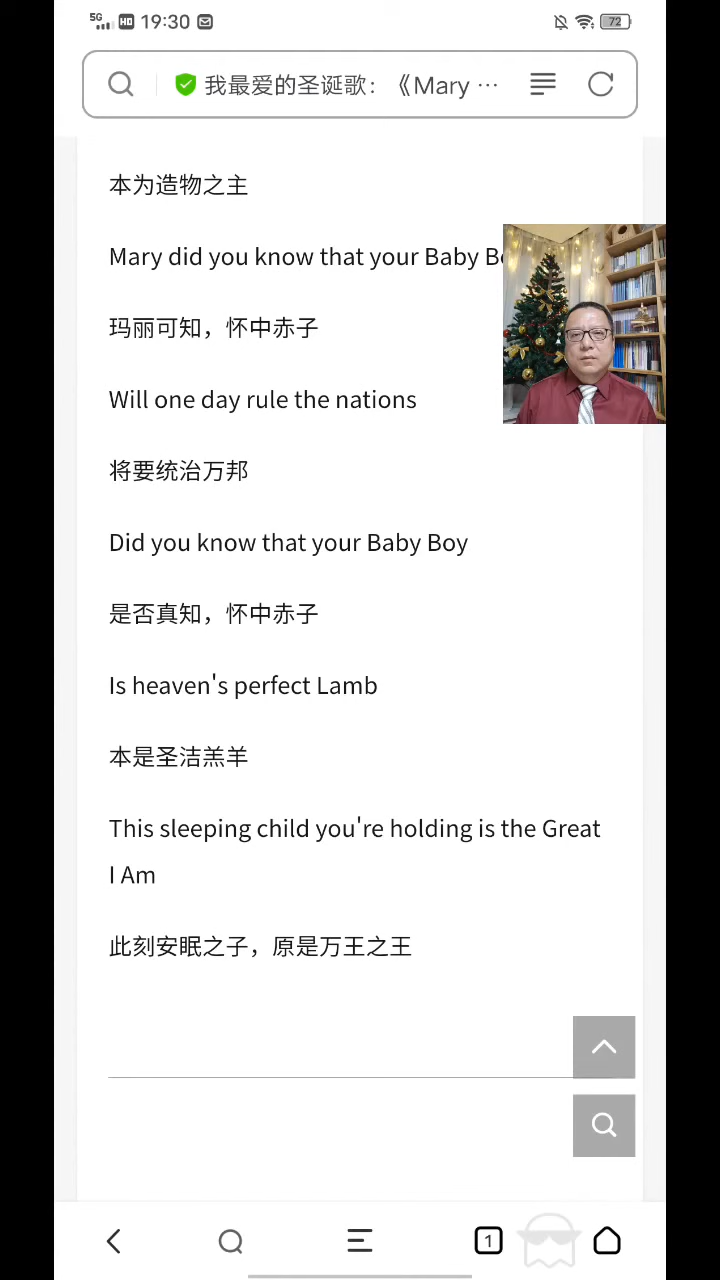 5G HD 19:30 72
我最爱的圣诞歌：《Mary ···
本为造物之主
Mary did you know that your Baby
玛丽可知，怀中赤子
Will one day rule the nations
将要统治万邦
Did you know that your Baby Boy
是否真知，怀中赤子
Is heaven's perfect Lamb
本是圣洁羔羊
This sleeping child you're holding is the Great
I Am
此刻安眠之子，原是万王之王
1